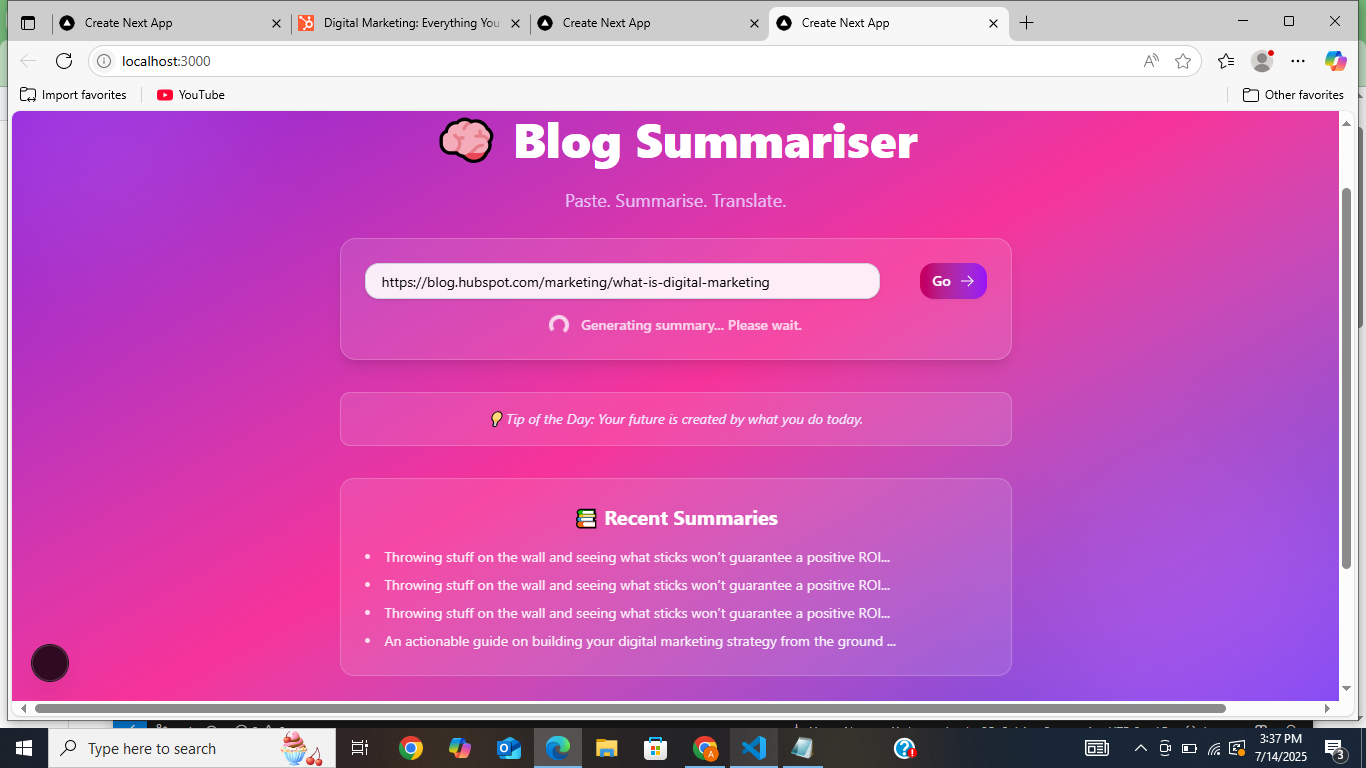 Create Next App
Digital Marketing: Everything You
Create Next App
Create Next App
localhost:3000
Import favorites
YouTube
Other favorites
Blog Summariser
Paste. Summarise. Translate.
https://blog.hubspot.com/marketing/what-is-digital-marketing
Go →
Generating summary... Please wait.
Tip of the Day: Your future is created by what you do today.
Recent Summaries
• Throwing stuff on the wall and seeing what sticks won't guarantee a positive ROI...
• Throwing stuff on the wall and seeing what sticks won't guarantee a positive ROI...
• Throwing stuff on the wall and seeing what sticks won't guarantee a positive ROI...
• An actionable guide on building your digital marketing strategy from the ground ...
Type here to search
3:37 PM
7/14/2025
3